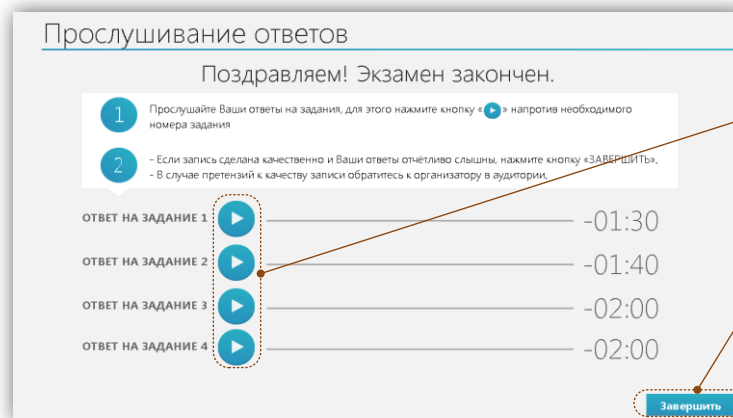 Прослушивание ответов
Поздравляем! Экзамен закончен.
1
Прослушайте Ваши ответы на задания, для этого нажмите кнопку « » напротив необходимого
номера задания
2
- Если запись сделана качественно и Ваши ответы отчётливо слышны, нажмите кнопку «ЗАВЕРШИТЬ».
- В случае претензий к качеству записи обратитесь к организатору в аудитории.
ОТВЕТ НА ЗАДАНИЕ 1 -01:30
ОТВЕТ НА ЗАДАНИЕ 2 -01:40
ОТВЕТ НА ЗАДАНИЕ 3 -02:00
ОТВЕТ НА ЗАДАНИЕ 4 -02:00
Завершить